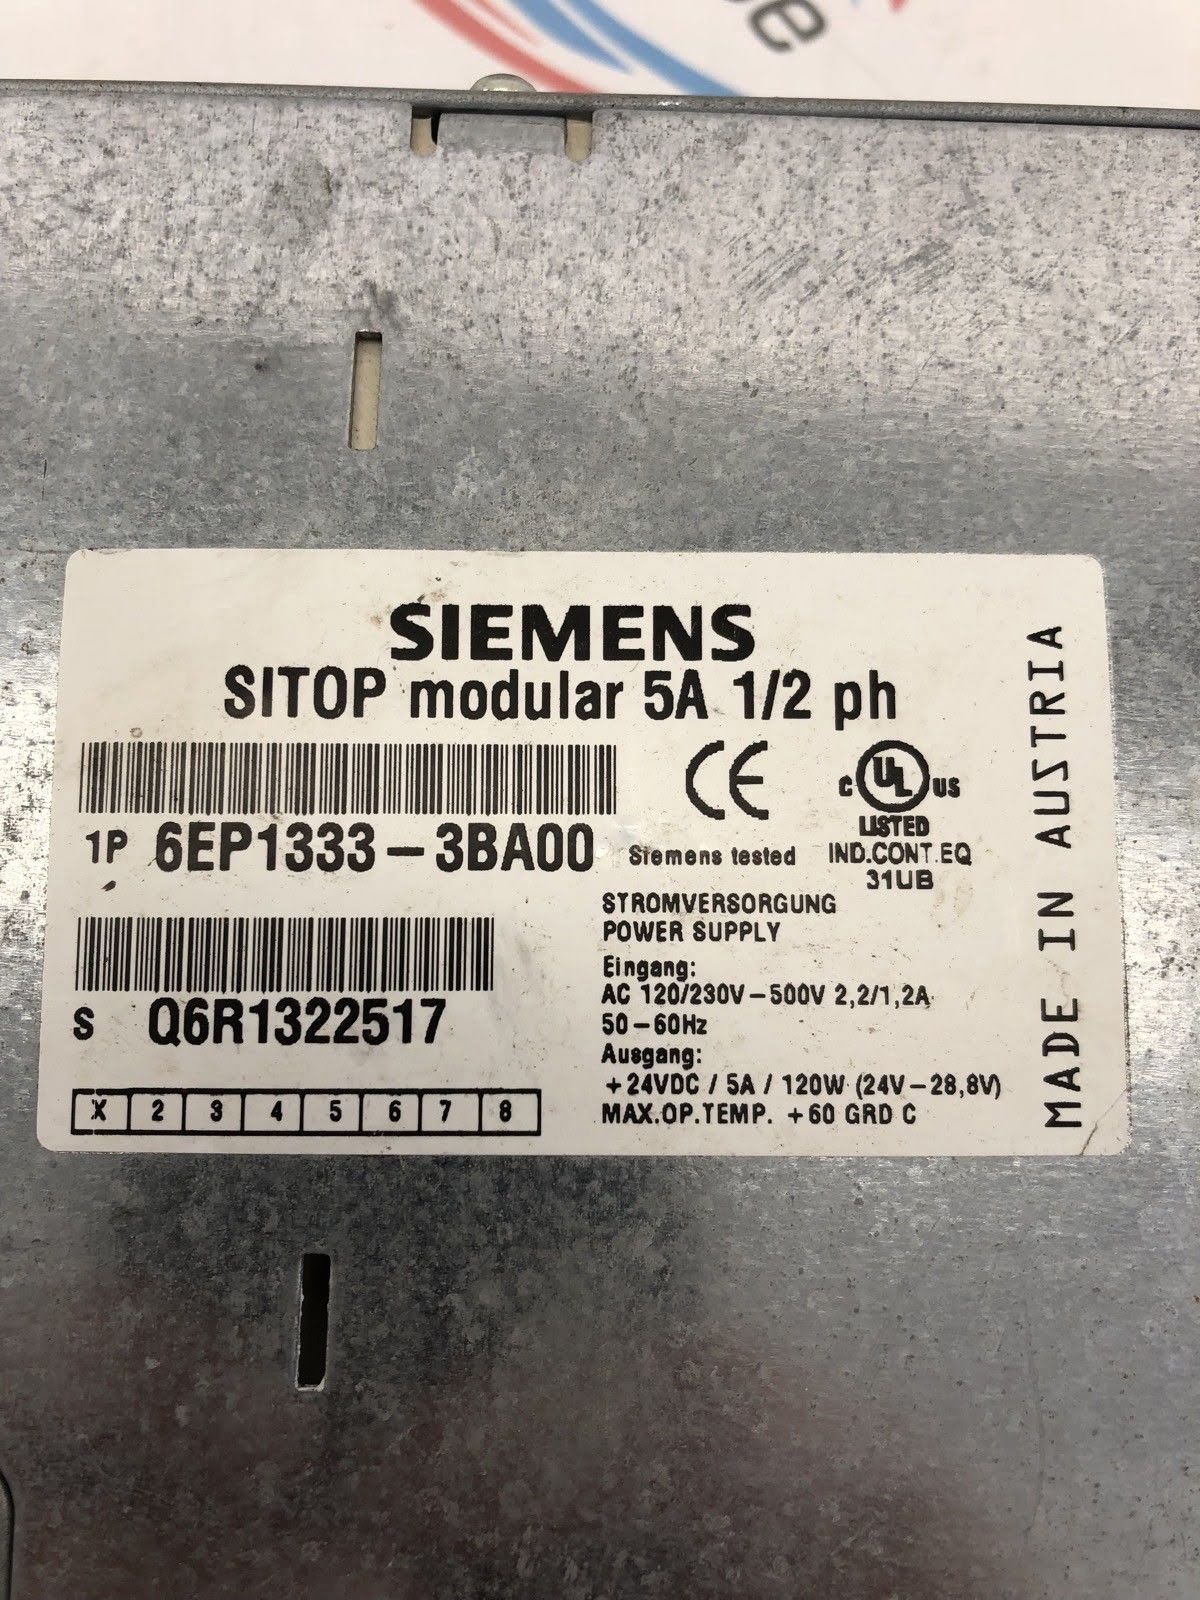 be
SIEMENS
SITOP modular 5A 1/2 ph
1P 6EP1333-3BA00
CE
Siemens tested
C UL US
LISTED
IND.CONT.EQ
31UB
S Q6R1322517
X 2 3 4 5 6 7 8
STROMVERSORGUNG
POWER SUPPLY
Eingang:
AC 120/230V-500V 2,2/1,2A
50-60Hz
Ausgang:
+24VDC / 5A / 120W (24V-28,8V)
MAX.OP.TEMP. +60 GRD C
MADE IN AUSTRIA